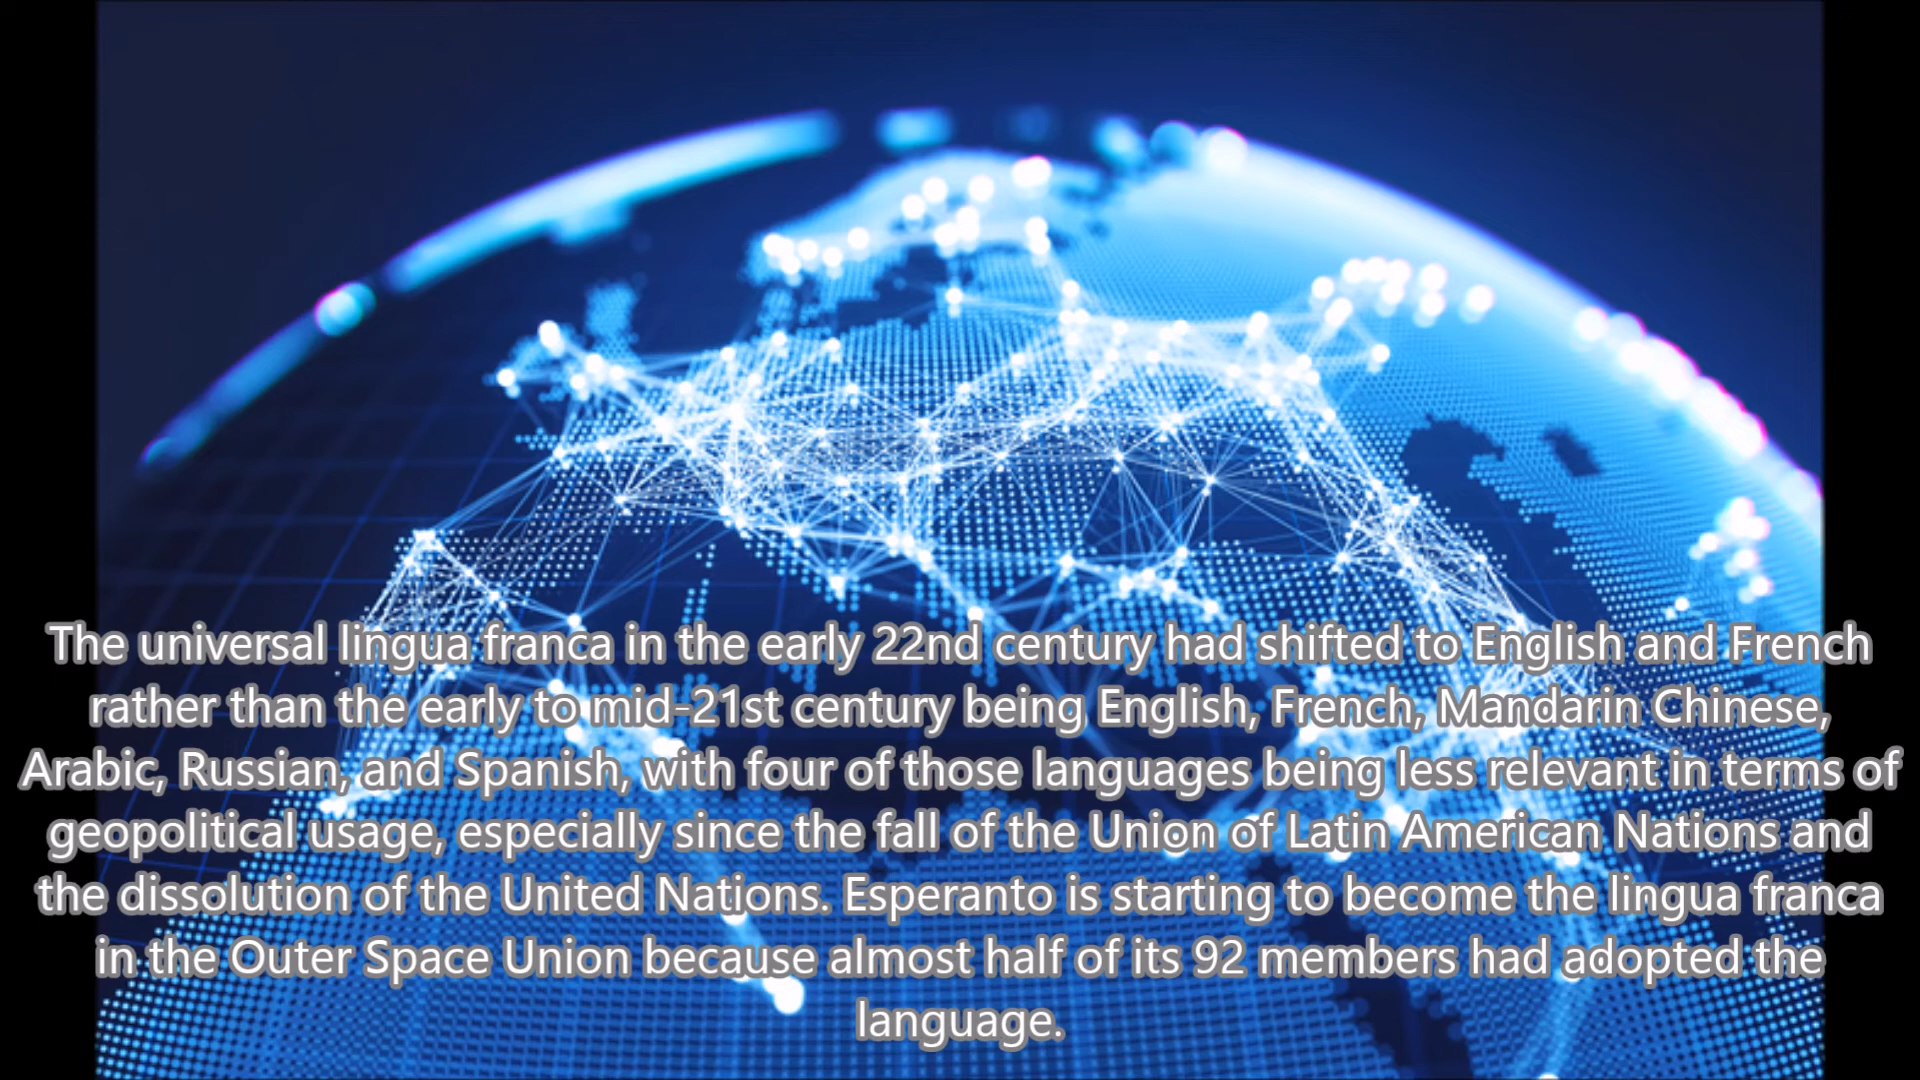 The universal lingua franca in the early 22nd century had shifted to English and French
rather than the early to mid-21st century being English, French, Mandarin Chinese,
Arabic, Russian, and Spanish, with four of those languages being less relevant in terms of
geopolitical usage, especially since the fall of the Union of Latin American Nations and
the dissolution of the United Nations. Esperanto is starting to become the lingua franca
in the Outer Space Union because almost half of its 92 members had adopted the
language.